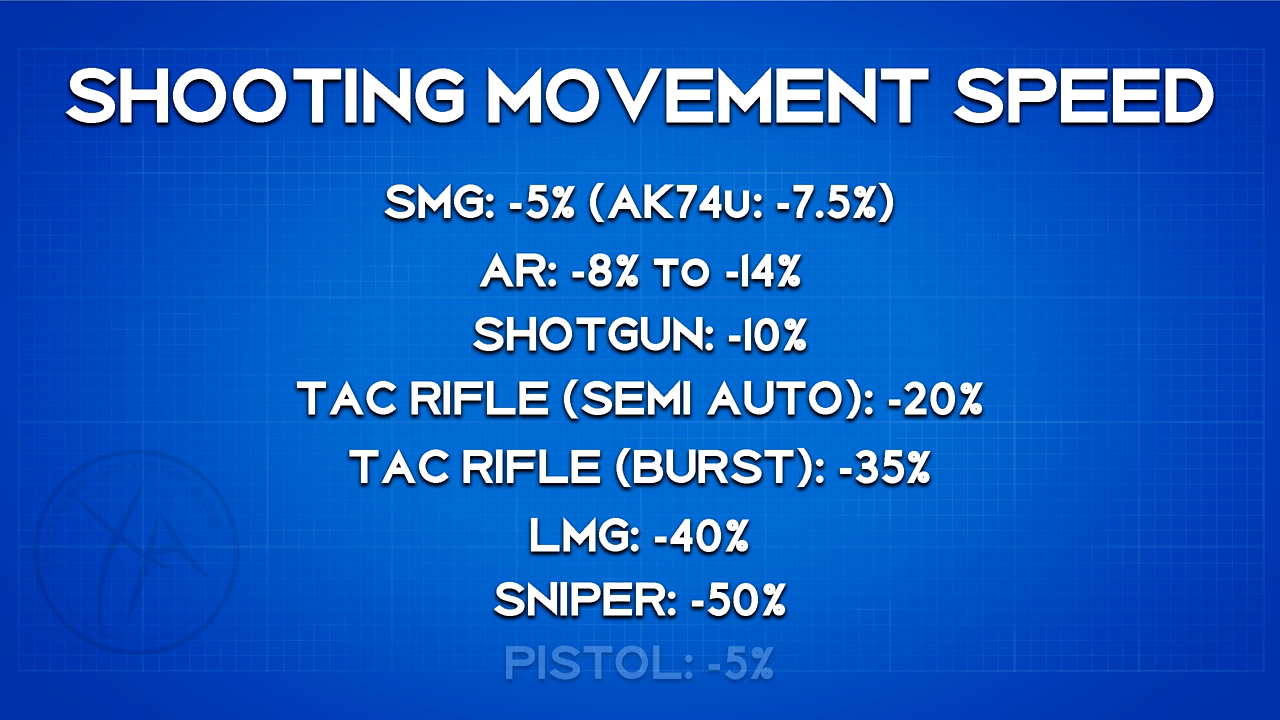 SHOOTING MOVEMENT SPEED
SMG: -5% (AK74U: -7.5%)
AR: -8% TO -14%
SHOTGUN: -10%
TAC RIFLE (SEMI AUTO): -20%
TAC RIFLE (BURST): -35%
LMG: -40%
SNIPER: -50%
PISTOL: -5%